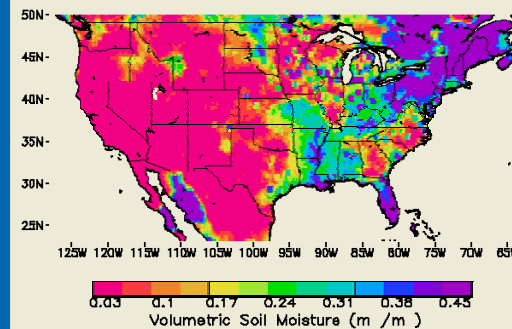 50N
45N
40N
35N
30N
25N
125W 120W 115W 110W 105W 100W 95W 90W 85W 80W 75W 70W 65
0.03 0.1 0.17 0.24 0.31 0.38 0.45
Volumetric Soil Moisture (m /m )